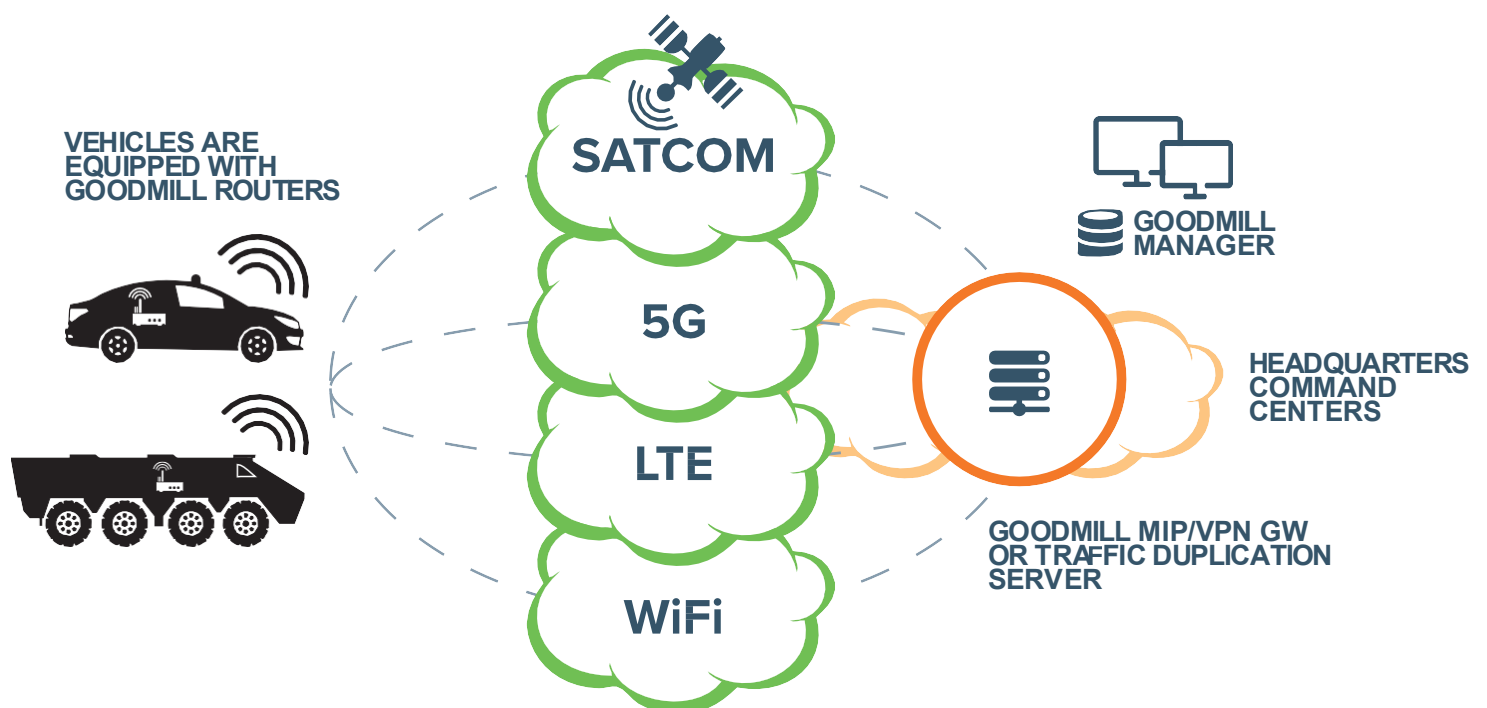 VEHICLES ARE
EQUIPPED WITH
GOODMILL ROUTERS
SATCOM
5G
LTE
WiFi
GOODMILL
MANAGER
HEADQUARTERS
COMMAND
CENTERS
GOODMILL MIP/VPN GW
OR TRAFFIC DUPLICATION
SERVER